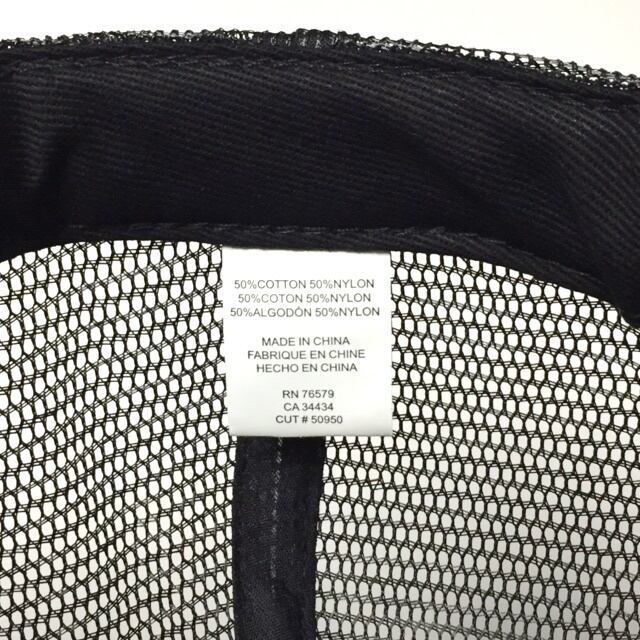 50%COTTON 50%NYLON
50%COTON 50%NYLON
50%ALGODÓN 50%NYLON
MADE IN CHINA
FABRIQUE EN CHINE
HECHO EN CHINA
RN 76579
CA 34434
CUT # 50950